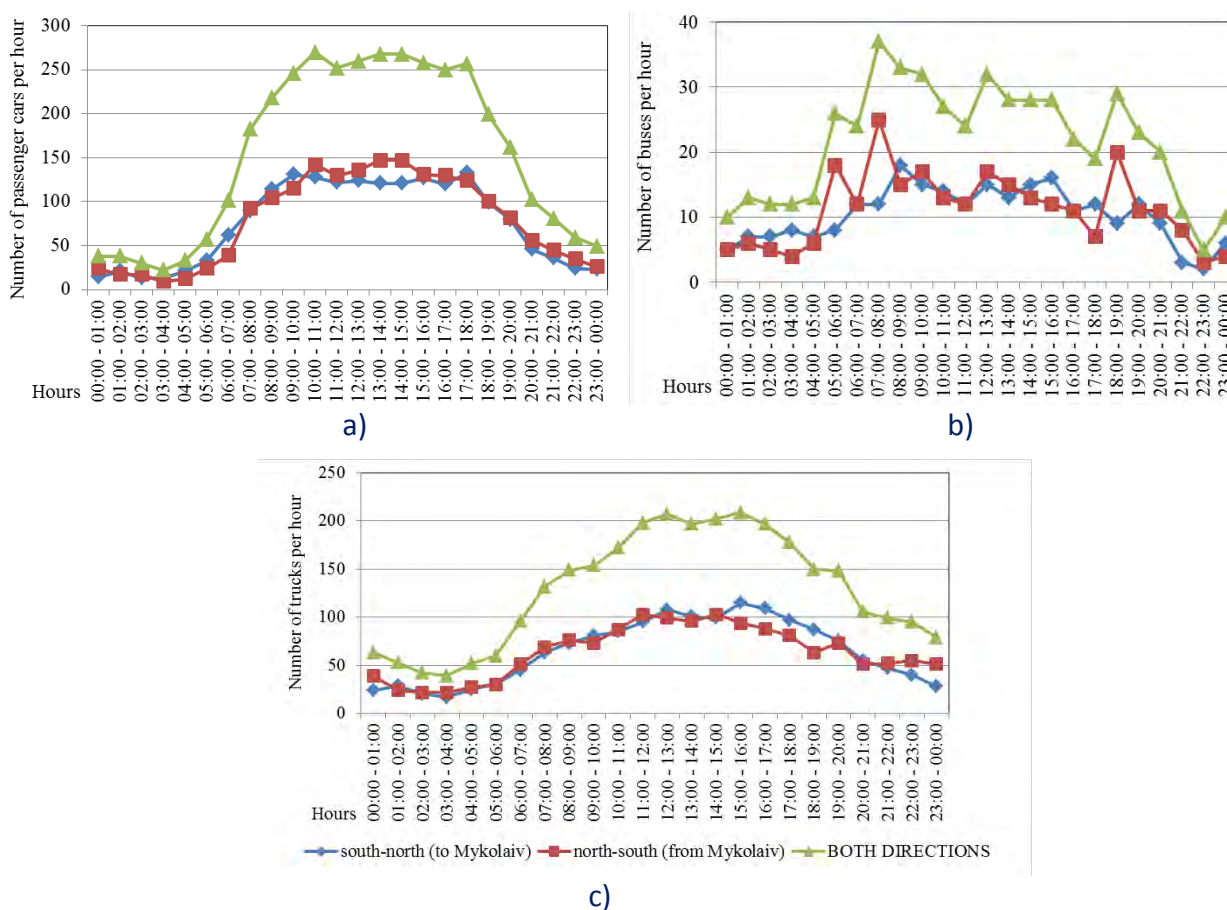 Number of passenger cars per hour
300
250
200
150
100
50
0
00:00 - 01:00
01:00 - 02:00
02:00 - 03:00
03:00 - 04:00
04:00 - 05:00
05:00 - 06:00
06:00 - 07:00
07:00 - 08:00
08:00 - 09:00
09:00 - 10:00
10:00 - 11:00
11:00 - 12:00
12:00 - 13:00
13:00 - 14:00
14:00 - 15:00
15:00 - 16:00
16:00 - 17:00
17:00 - 18:00
18:00 - 19:00
19:00 - 20:00
20:00 - 21:00
21:00 - 22:00
22:00 - 23:00
23:00 - 00:00
Hours
a)
Number of buses per hour
40
30
20
10
0
00:00 - 01:00
01:00 - 02:00
02:00 - 03:00
03:00 - 04:00
04:00 - 05:00
05:00 - 06:00
06:00 - 07:00
07:00 - 08:00
08:00 - 09:00
09:00 - 10:00
10:00 - 11:00
11:00 - 12:00
12:00 - 13:00
13:00 - 14:00
14:00 - 15:00
15:00 - 16:00
16:00 - 17:00
17:00 - 18:00
18:00 - 19:00
19:00 - 20:00
20:00 - 21:00
21:00 - 22:00
22:00 - 23:00
23:00 - 00:00
Hours
b)
Number of trucks per hour
250
200
150
100
50
0
00:00 - 01:00
01:00 - 02:00
02:00 - 03:00
03:00 - 04:00
04:00 - 05:00
05:00 - 06:00
06:00 - 07:00
07:00 - 08:00
08:00 - 09:00
09:00 - 10:00
10:00 - 11:00
11:00 - 12:00
12:00 - 13:00
13:00 - 14:00
14:00 - 15:00
15:00 - 16:00
16:00 - 17:00
17:00 - 18:00
18:00 - 19:00
19:00 - 20:00
20:00 - 21:00
21:00 - 22:00
22:00 - 23:00
23:00 - 00:00
Hours
south-north (to Mykolaiv) north-south (from Mykolaiv) BOTH DIRECTIONS
c)